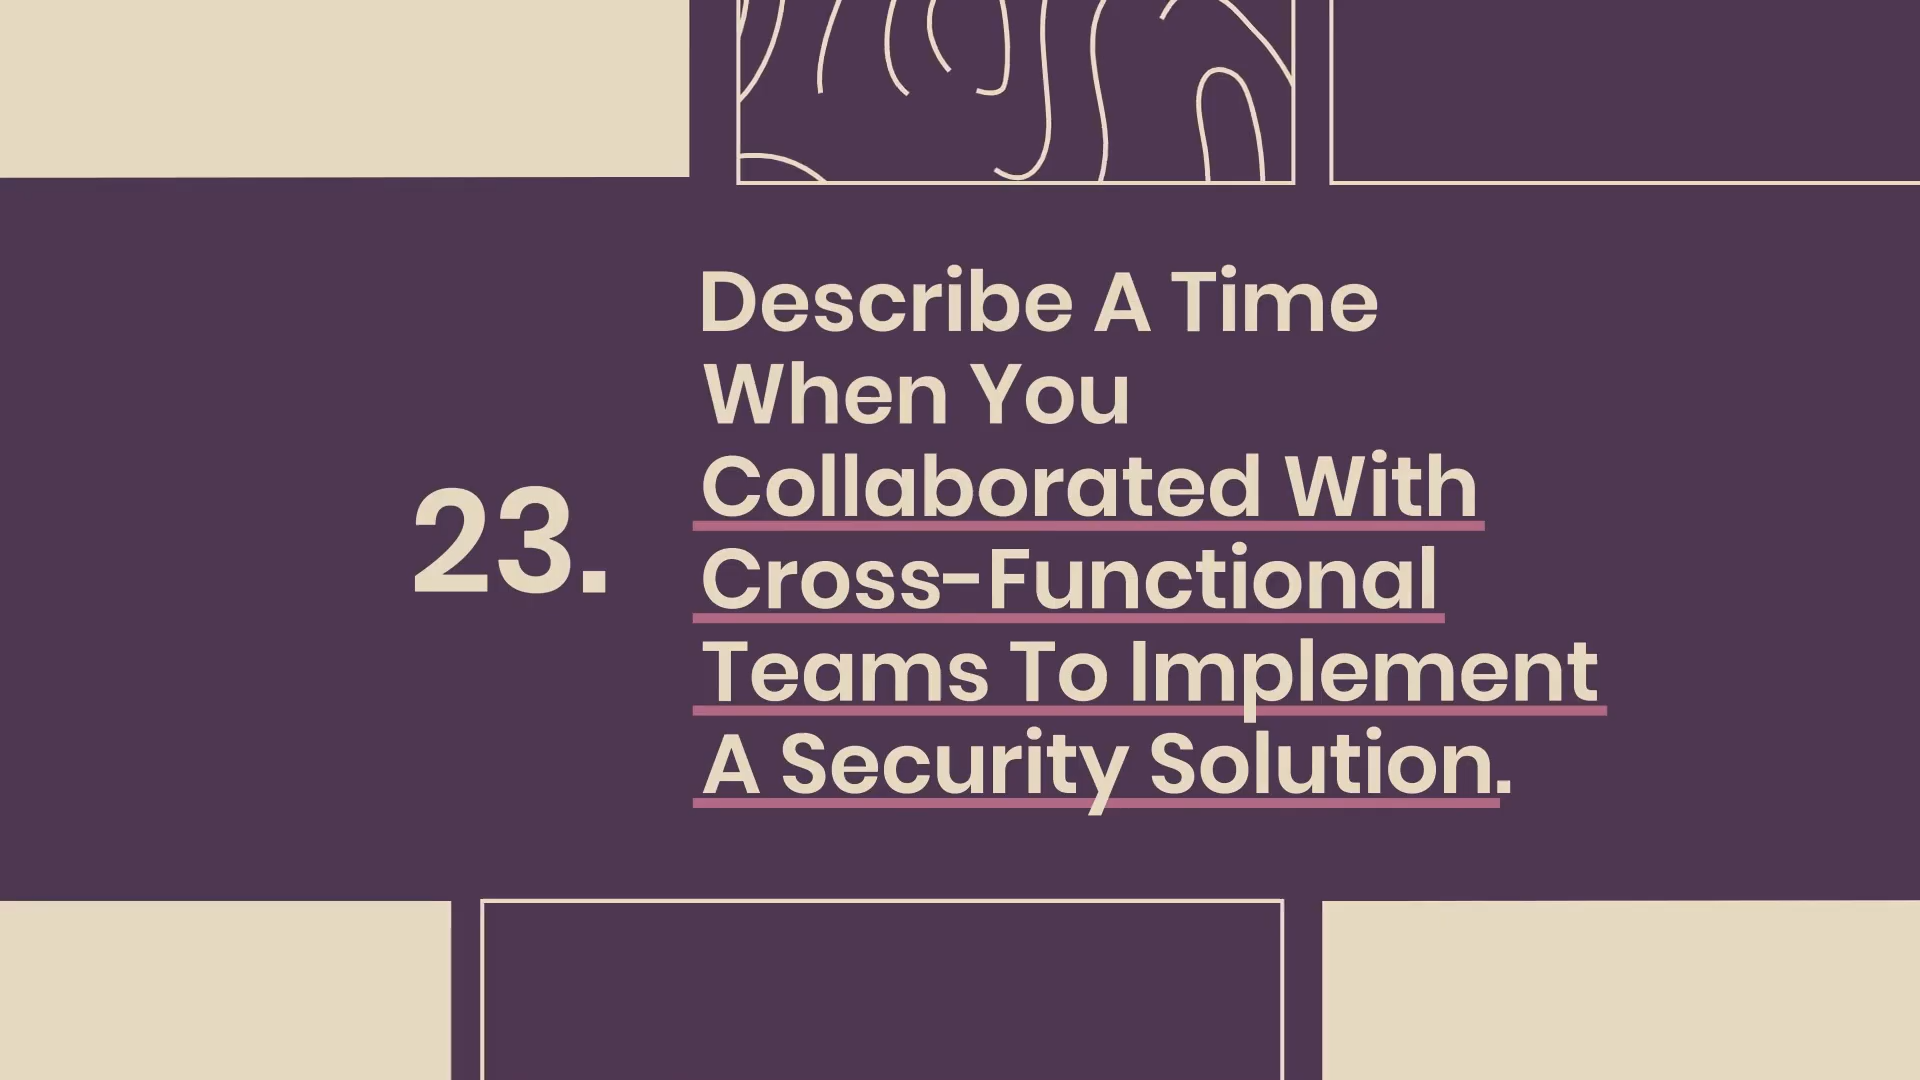 23.
Describe A Time
When You
Collaborated With
Cross-Functional
Teams To Implement
A Security Solution.